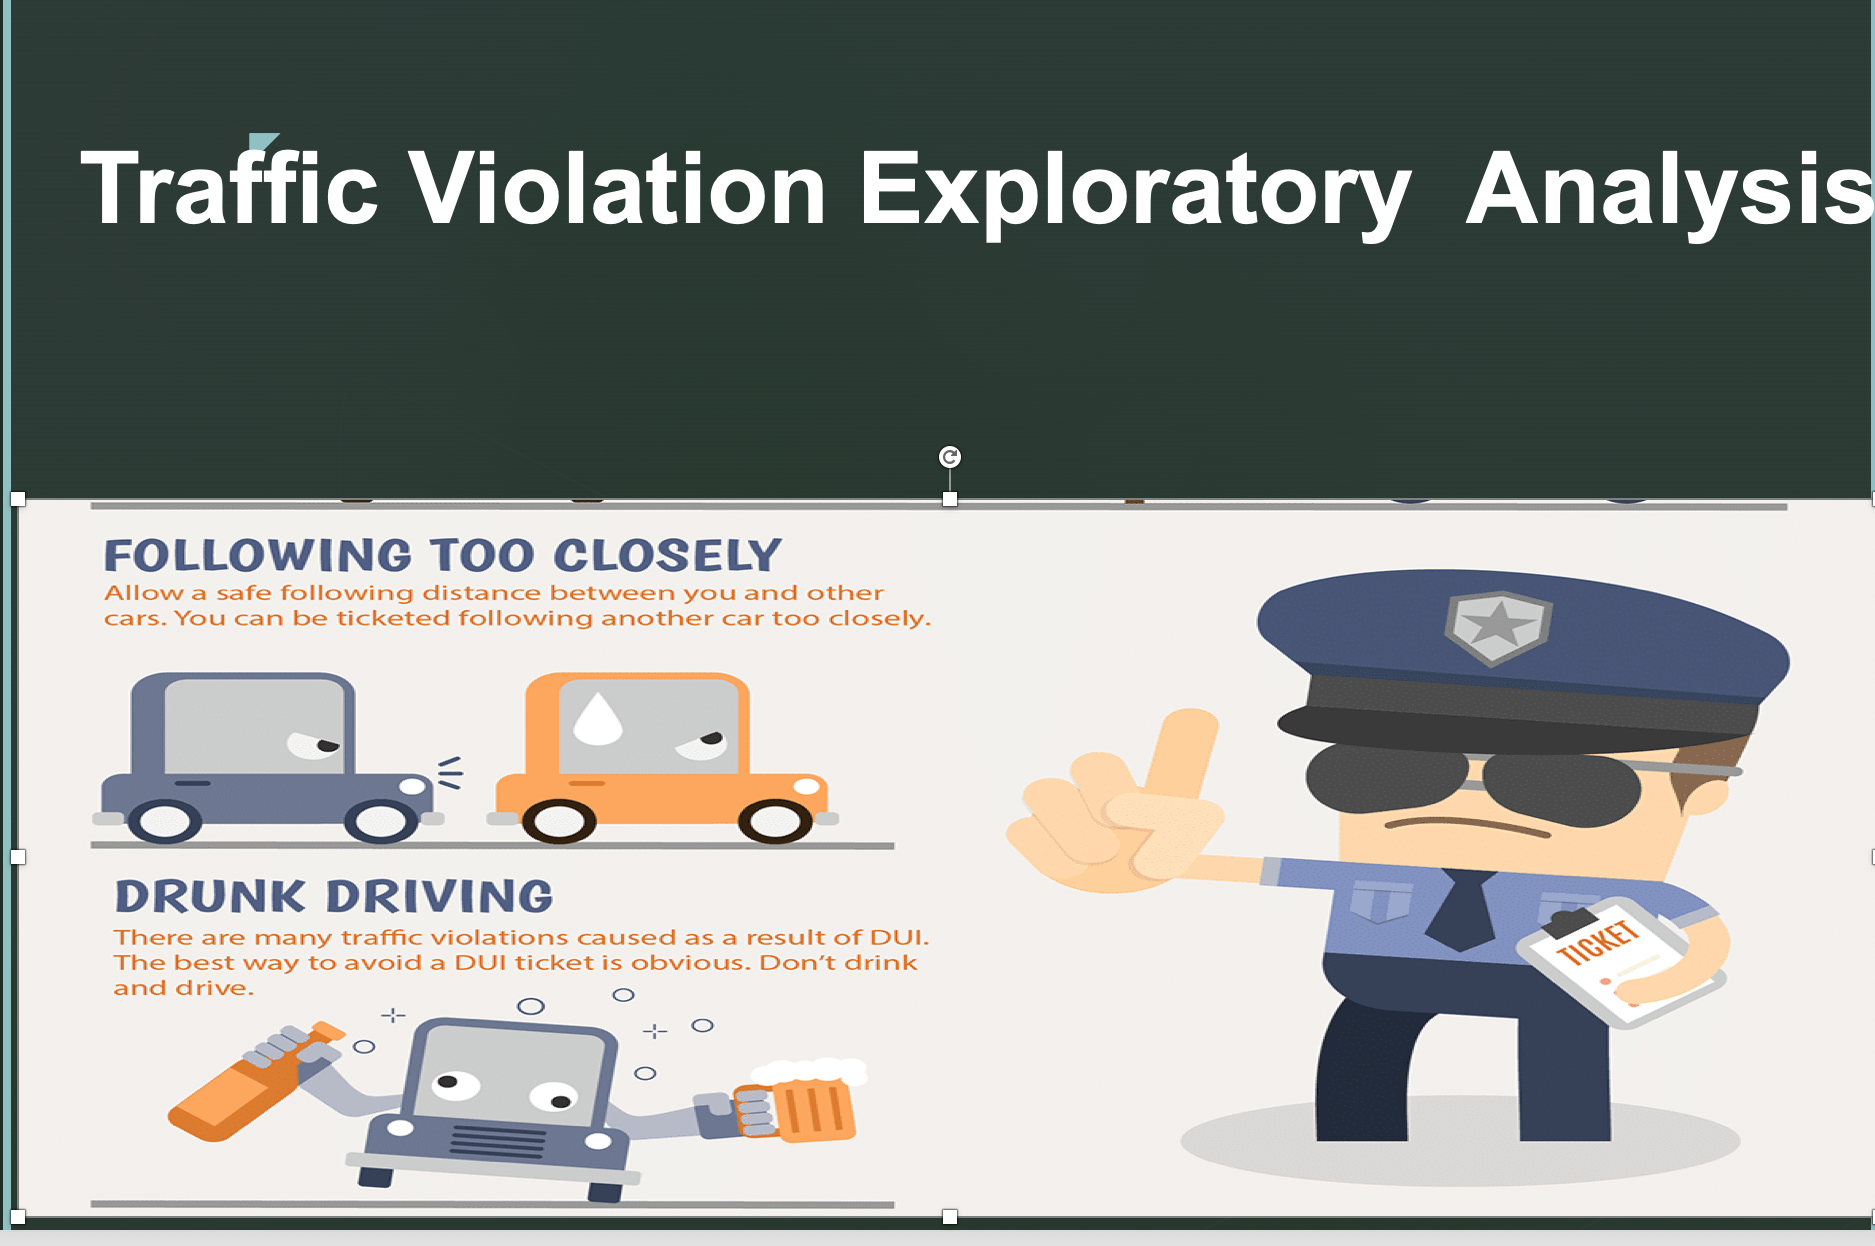 Traffic Violation Exploratory  Analysis
FOLLOWING TOO CLOSELY
Allow a safe following distance between you and other
cars. You can be ticketed following another car too closely.
DRUNK DRIVING
There are many traffic violations caused as a result of DUI.
The best way to avoid a DUI ticket is obvious. Don’t drink
and drive.
TICKET